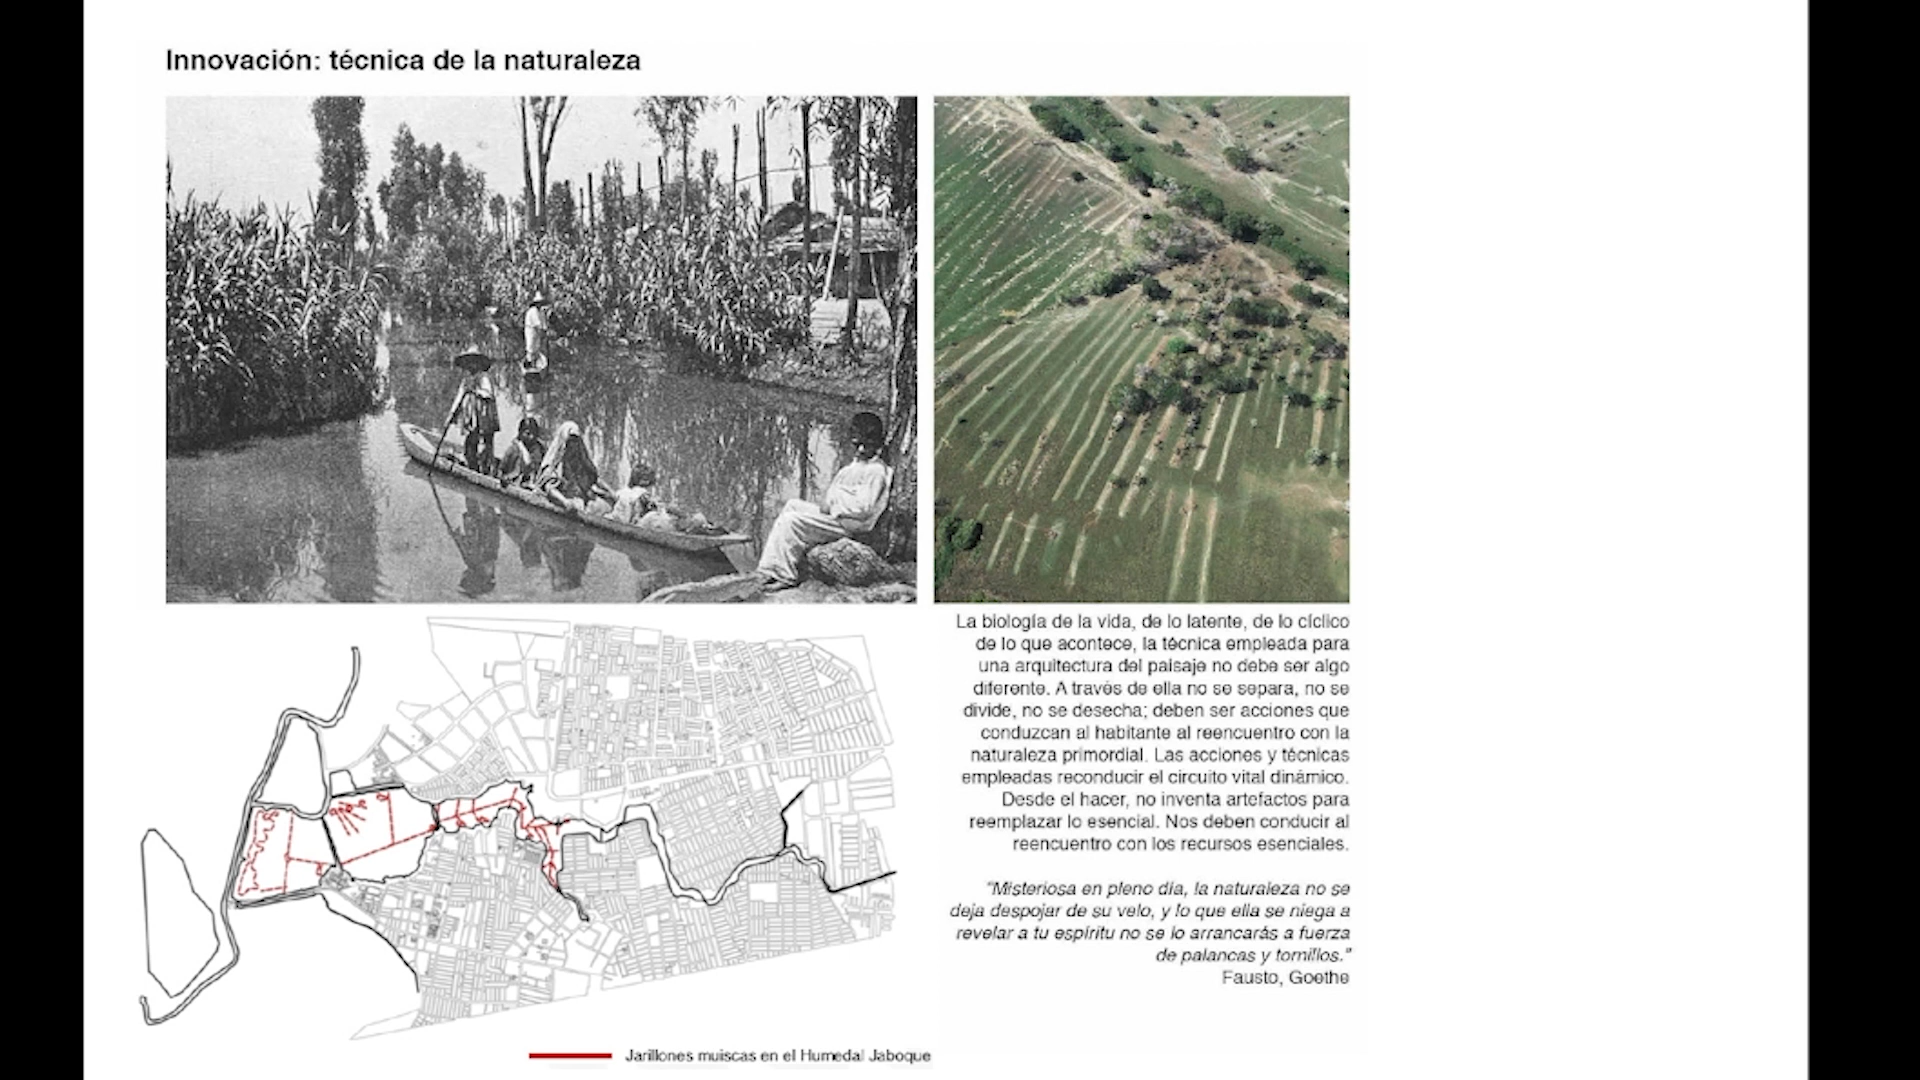 Innovación: técnica de la naturaleza
La biología de la vida, de lo latente, de lo cíclico
de lo que acontece, la técnica empleada para
una arquitectura del paisaje no debe ser algo
diferente. A través de ella no se separa, no se
divide, no se desecha; deben ser acciones que
conduzcan al habitante al reencuentro con la
naturaleza primordial. Las acciones y técnicas
empleadas reconducir el circuito vital dinámico.
Desde el hacer, no inventa artefactos para
reemplazar lo esencial. Nos deben conducir al
reencuentro con los recursos esenciales.
"Misteriosa en pleno día, la naturaleza no se
deja despojar de su velo, y lo que ella se niega a
revelar a tu espíritu no se lo arrancarás a fuerza
de palancas y tornillos."
Fausto, Goethe
Jarillones muiscas en el Humedal Jaboque